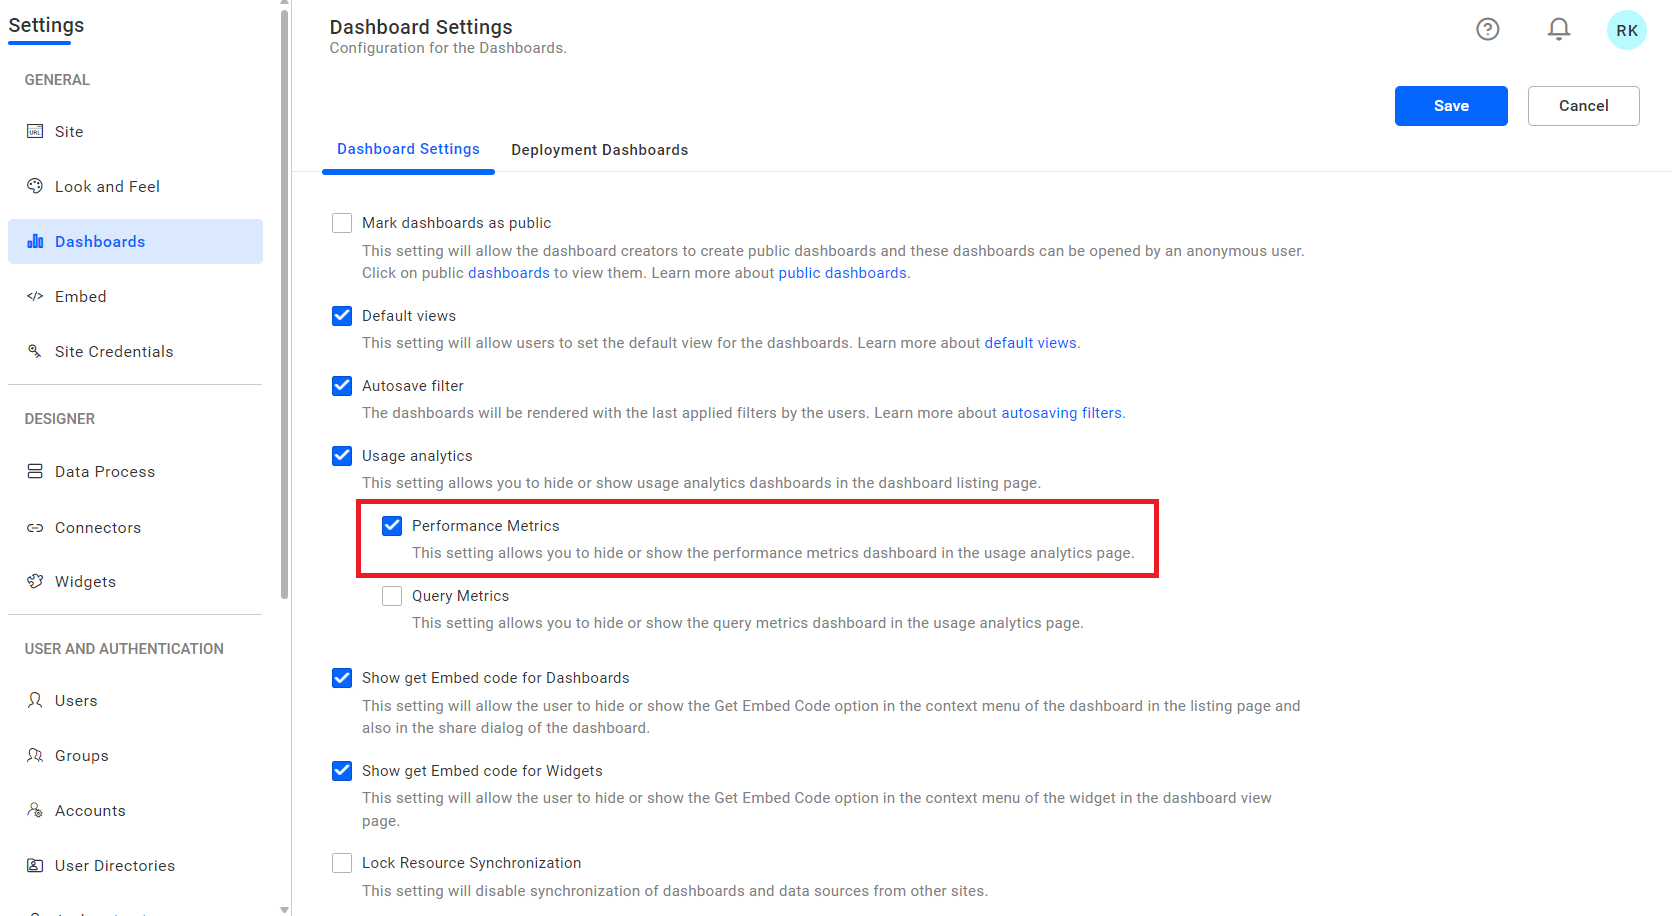 Settings
GENERAL
URL
Site
Look and Feel
Dashboards
Embed
Site Credentials
DESIGNER
Data Process
Connectors
Widgets
USER AND AUTHENTICATION
Users
Groups
Accounts
User Directories
Dashboard Settings
Configuration for the Dashboards.
RK
Save
Cancel
Dashboard Settings
Deployment Dashboards
Mark dashboards as public
This setting will allow the dashboard creators to create public dashboards and these dashboards can be opened by an anonymous user.
Click on public dashboards to view them. Learn more about public dashboards.
Default views
This setting will allow users to set the default view for the dashboards. Learn more about default views.
Autosave filter
The dashboards will be rendered with the last applied filters by the users. Learn more about autosaving filters.
Usage analytics
This setting allows you to hide or show usage analytics dashboards in the dashboard listing page.
Performance Metrics
This setting allows you to hide or show the performance metrics dashboard in the usage analytics page.
Query Metrics
This setting allows you to hide or show the query metrics dashboard in the usage analytics page.
Show get Embed code for Dashboards
This setting will allow the user to hide or show the Get Embed Code option in the context menu of the dashboard in the listing page and
also in the share dialog of the dashboard.
Show get Embed code for Widgets
This setting will allow the user to hide or show the Get Embed Code option in the context menu of the widget in the dashboard view
page.
Lock Resource Synchronization
This setting will disable synchronization of dashboards and data sources from other sites.